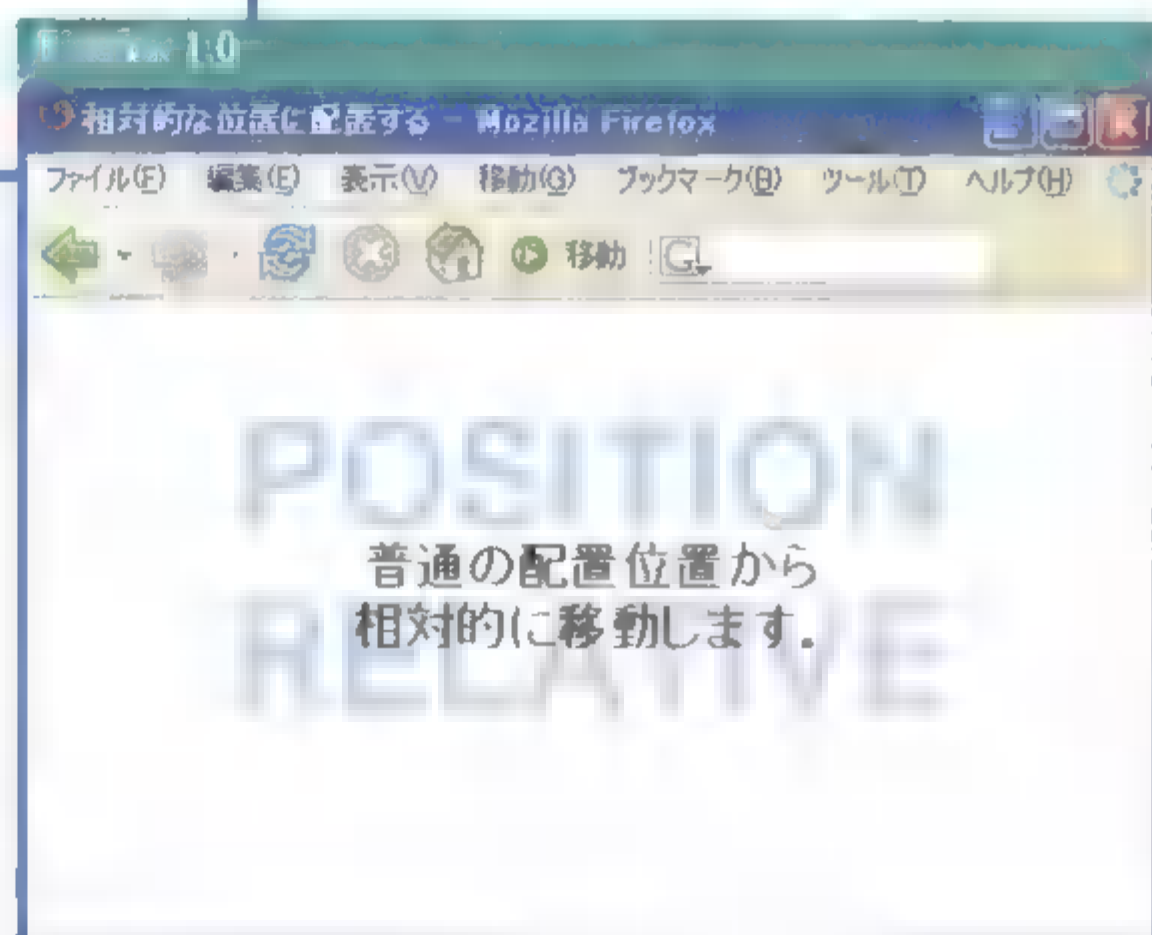 1.0
相対的な位置に配置する - Mozilla Firefox
ファイル(F) 編集(E) 表示(V) 移動(G) ブックマーク(B) ツール(T) ヘルプ(H)
移動 G
POSITION
普通の配置位置から
相対的に移動します.
RELATIVE